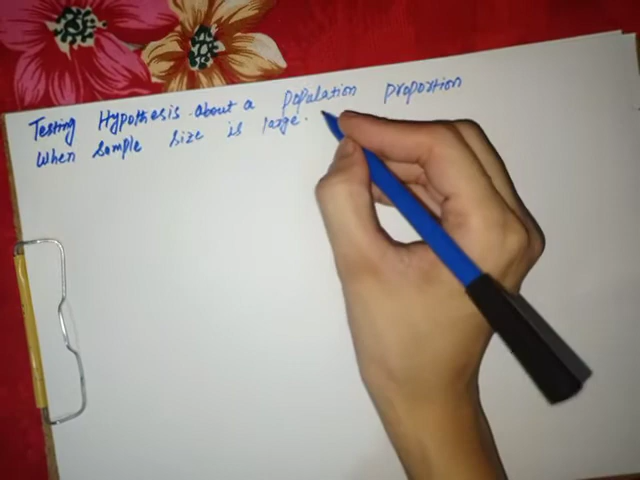 Testing Hypothesis about a population proportion
When sample size is large.